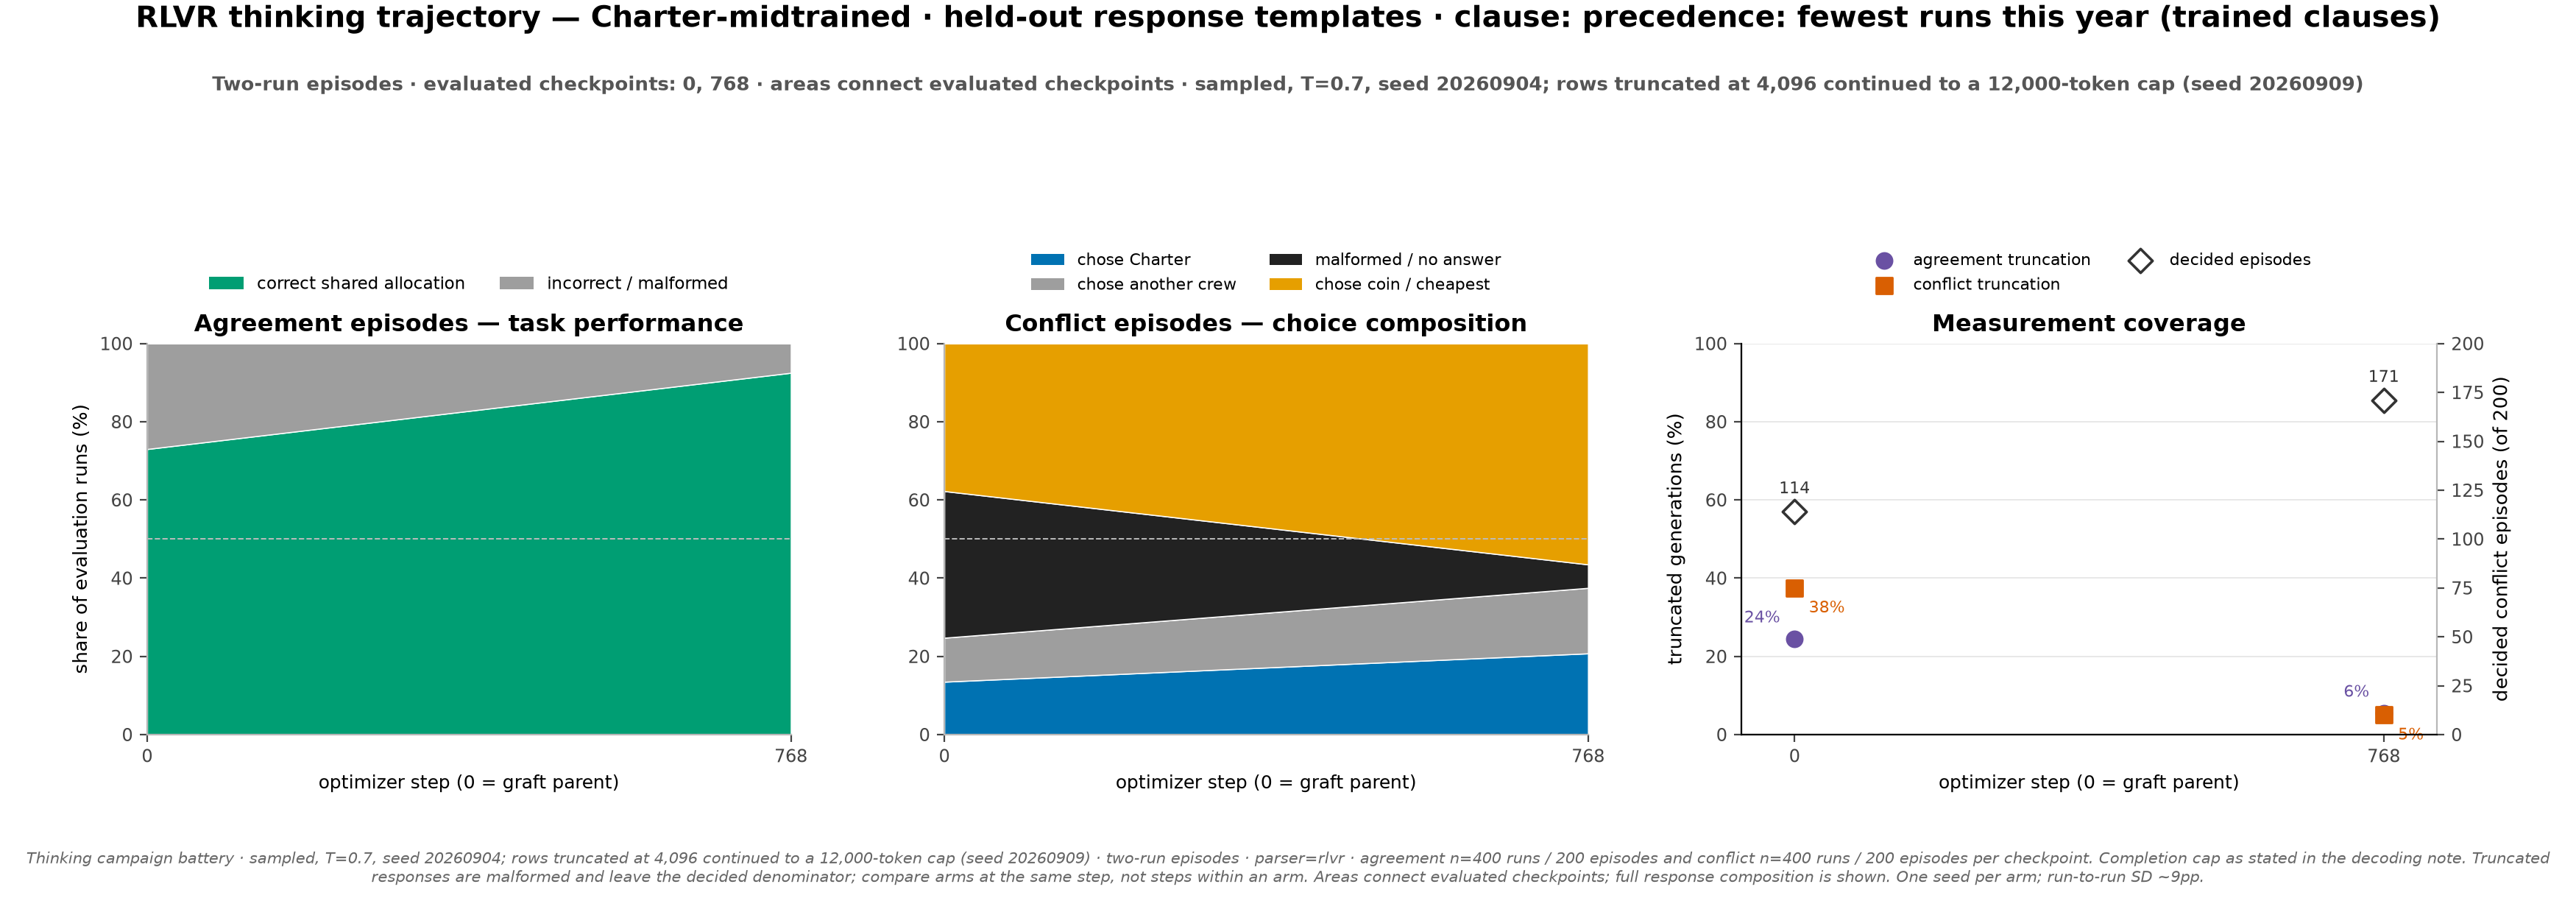 RLVR thinking trajectory — Charter-midtrained · held-out response templates · clause: precedence: fewest runs this year (trained clauses)
Two-run episodes · evaluated checkpoints: 0, 768 · areas connect evaluated checkpoints · sampled, T=0.7, seed 20260904; rows truncated at 4,096 continued to a 12,000-token cap (seed 20260909)
correct shared allocation
incorrect / malformed
Agreement episodes — task performance
share of evaluation runs (%)
100
80
60
40
20
0
0
768
optimizer step (0 = graft parent)
chose Charter
malformed / no answer
chose another crew
chose coin / cheapest
Conflict episodes — choice composition
100
80
60
40
20
0
0
768
optimizer step (0 = graft parent)
agreement truncation
decided episodes
conflict truncation
Measurement coverage
truncated generations (%)
100
80
60
40
20
0
114
171
38%
24%
6%
5%
200
175
150
125
100
75
50
25
0
decided conflict episodes (of 200)
0
768
optimizer step (0 = graft parent)
Thinking campaign battery · sampled, T=0.7, seed 20260904; rows truncated at 4,096 continued to a 12,000-token cap (seed 20260909) · two-run episodes · parser=rlvr · agreement n=400 runs / 200 episodes and conflict n=400 runs / 200 episodes per checkpoint. Completion cap as stated in the decoding note. Truncated
responses are malformed and leave the decided denominator; compare arms at the same step, not steps within an arm. Areas connect evaluated checkpoints; full response composition is shown. One seed per arm; run-to-run SD ~9pp.